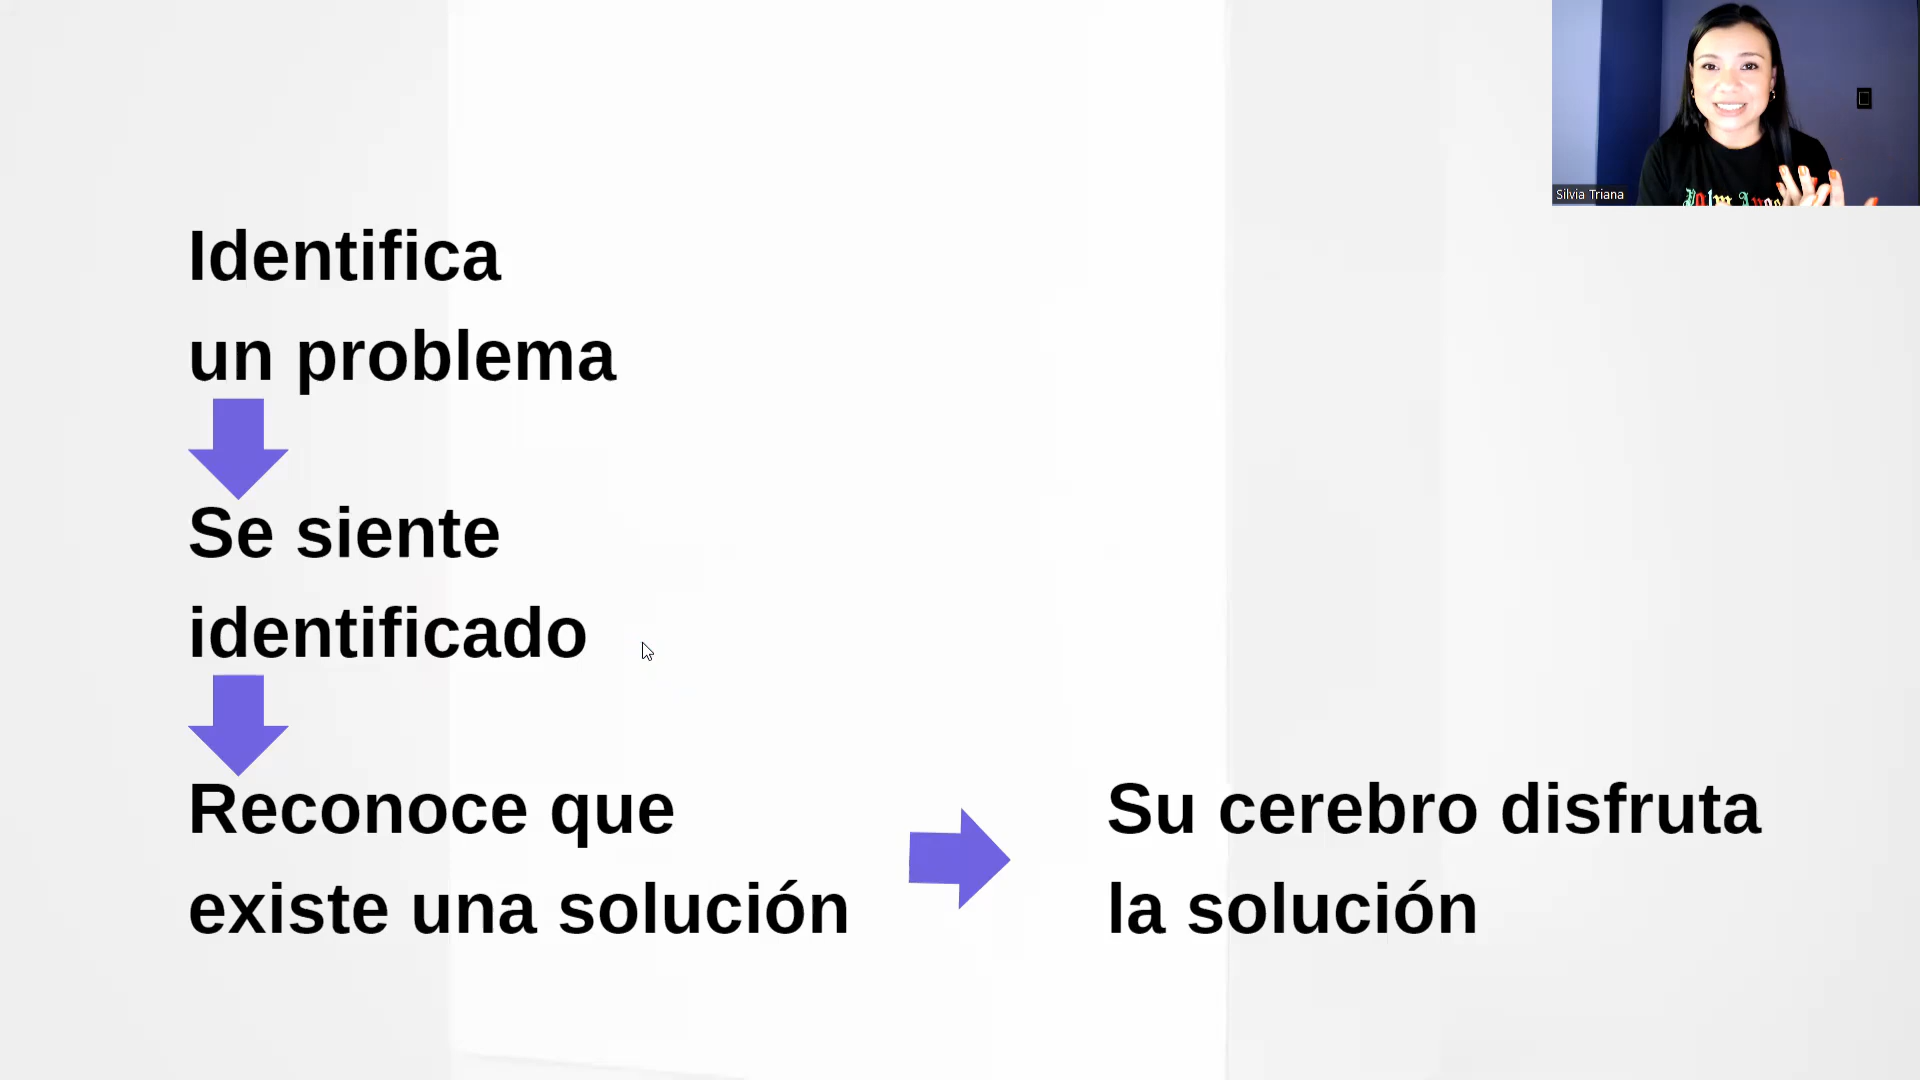 Silvia Triana
Identifica
un problema
Se siente
identificado
Reconoce que
existe una solución
Su cerebro disfruta
la solución